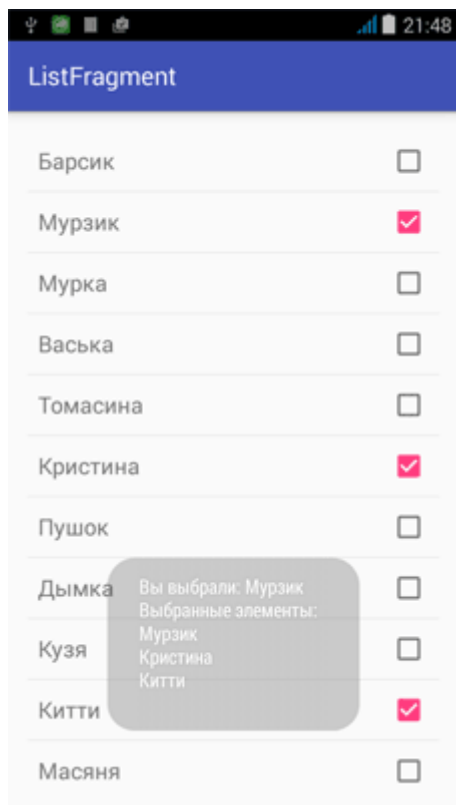 21:48
ListFragment
Барсик
Мурзик
Мурка
Васька
Томасина
Кристина
Пушок
Дымка
Вы выбрали: Мурзик
Выбранные элементы:
Мурзик
Кристина
Китти
Кузя
Китти
Масяня